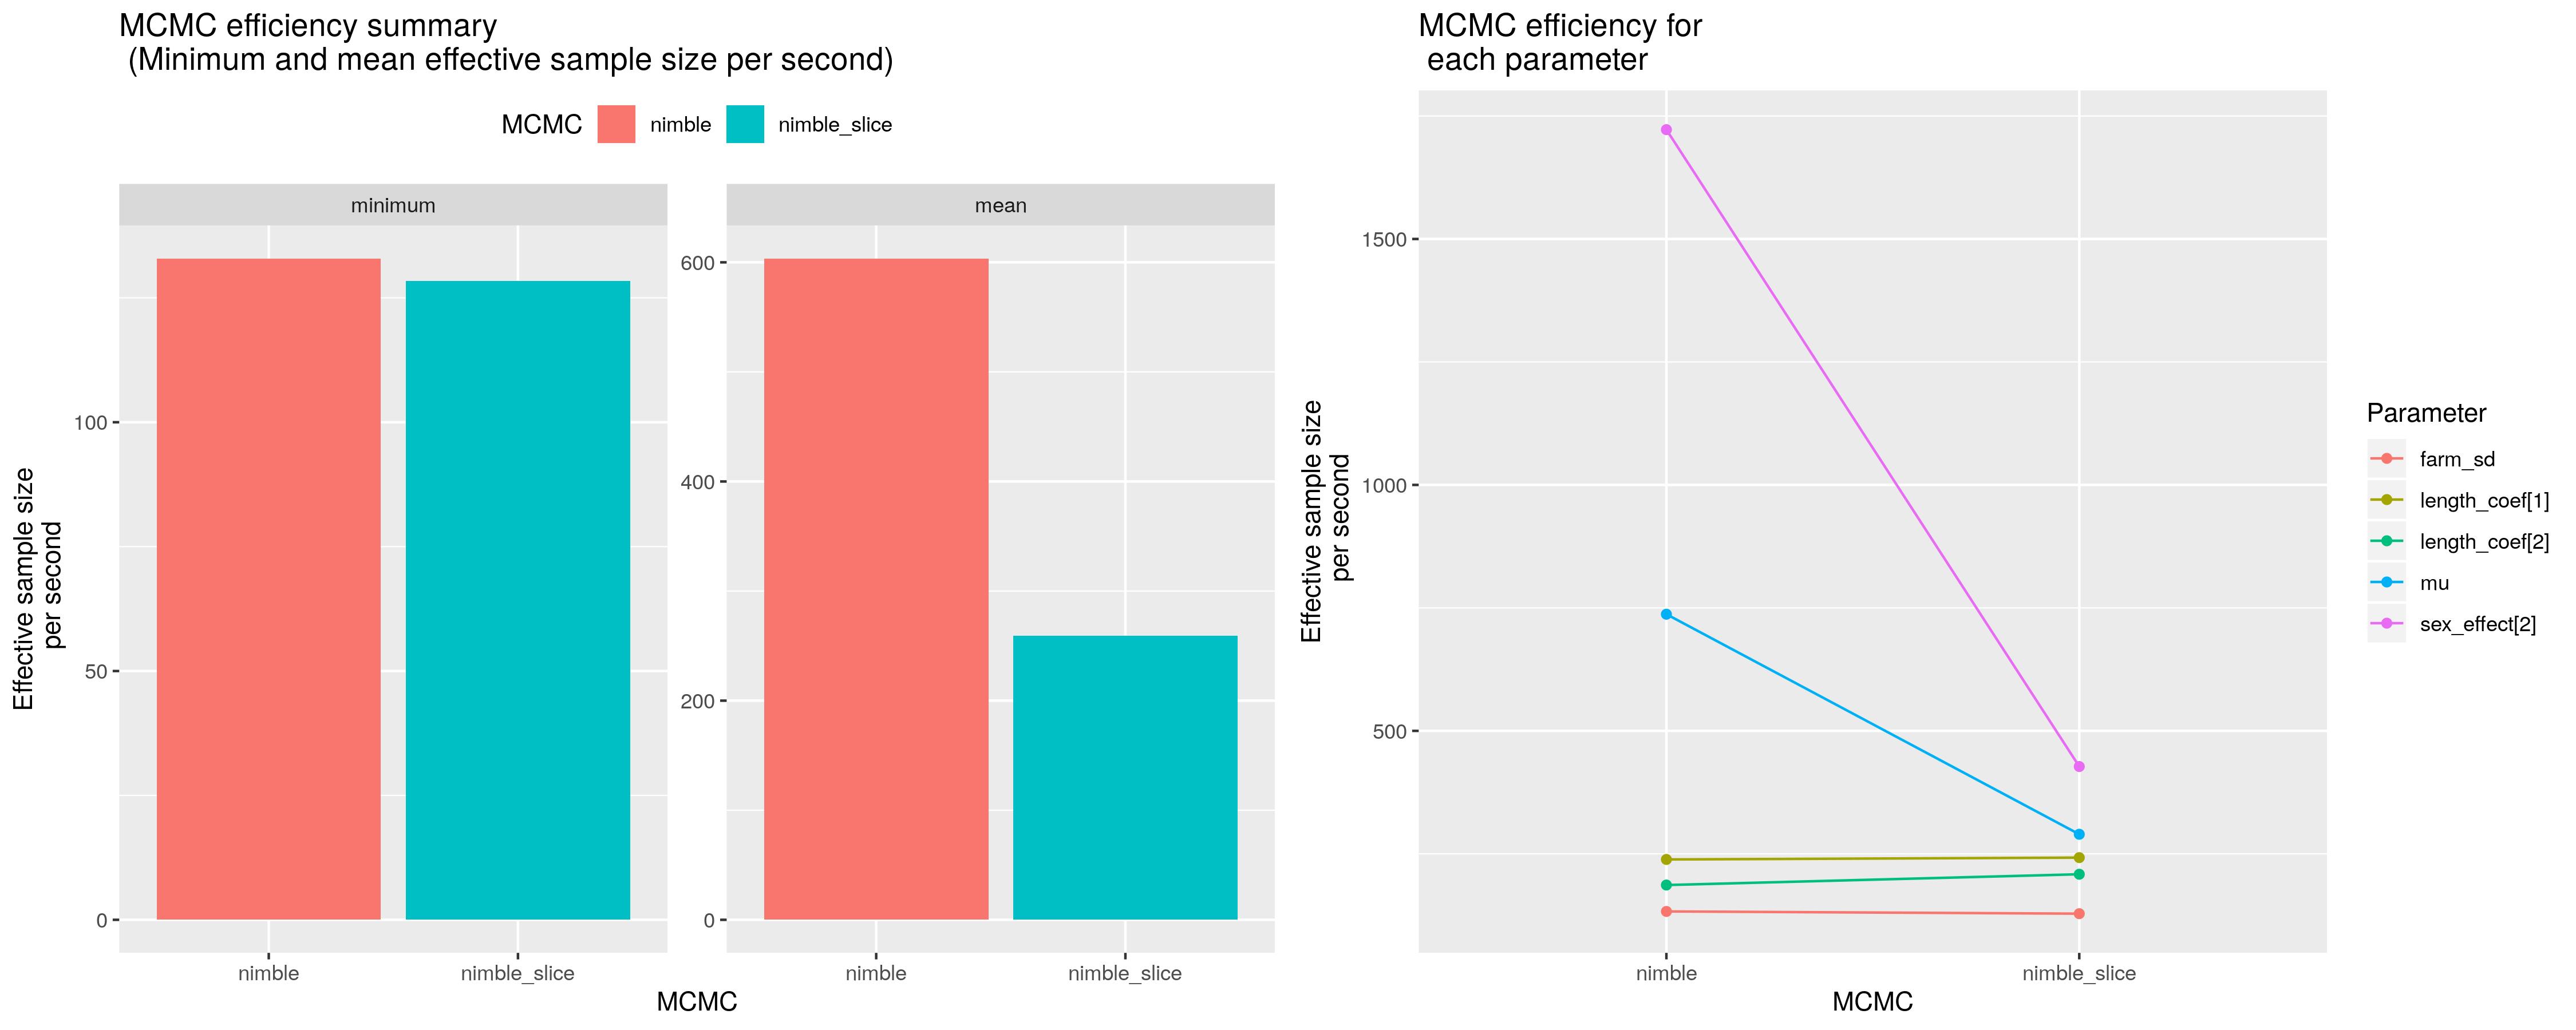 MCMC efficiency summary
(Minimum and mean effective sample size per second)
MCMC nimble nimble_slice
minimum
mean
Effective sample size
per second
100
50
0
600
400
200
0
nimble nimble_slice
nimble nimble_slice
MCMC
MCMC efficiency for
each parameter
Effective sample size
per second
1500
1000
500
nimble nimble_slice
MCMC
Parameter
farm_sd
length_coef[1]
length_coef[2]
mu
sex_effect[2]